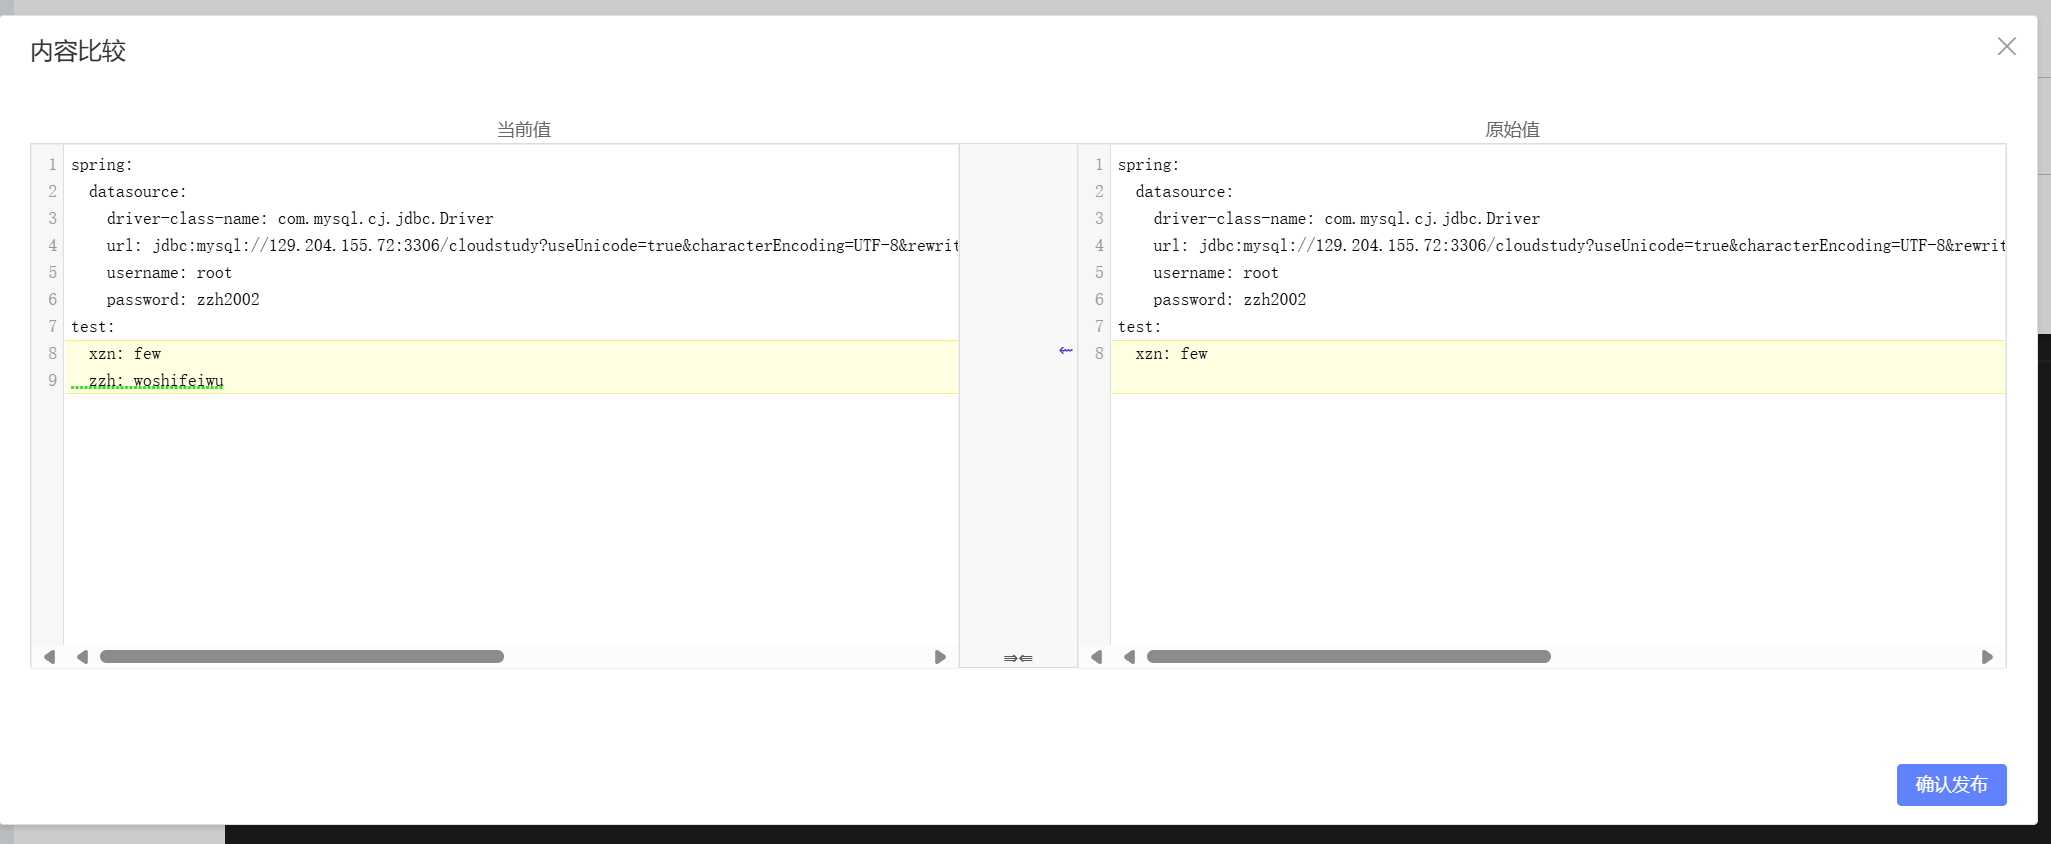 内容比较
当前值
原始值
1 spring:
2   datasource:
3     driver-class-name: com.mysql.cj.jdbc.Driver
4     url: jdbc:mysql://129.204.155.72:3306/cloudstudy?useUnicode=true&characterEncoding=UTF-8&rewrit
5     username: root
6     password: zzh2002
7 test:
8   xzn: few
9   zzh: woshifeiwu
1 spring:
2   datasource:
3     driver-class-name: com.mysql.cj.jdbc.Driver
4     url: jdbc:mysql://129.204.155.72:3306/cloudstudy?useUnicode=true&characterEncoding=UTF-8&rewrit
5     username: root
6     password: zzh2002
7 test:
8   xzn: few
确认发布